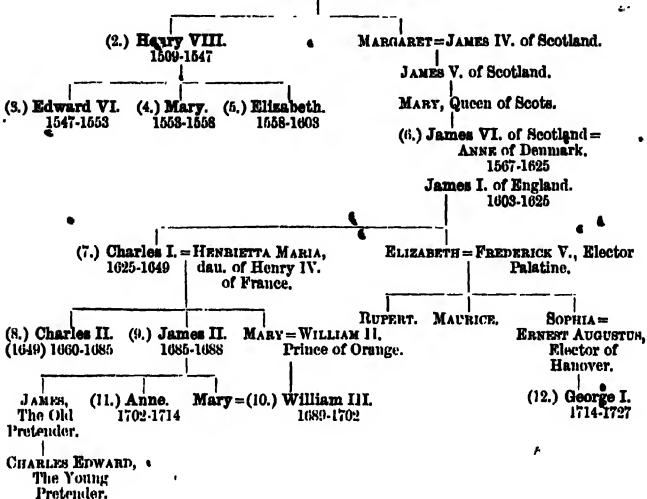 (2.) Henry VIII.
1509-1547
MARGARET=JAMES IV. of Scotland.
JAMES V. of Scotland.
MARY, Queen of Scots.
(3.) Edward VI.
1547-1553
(4.) Mary.
1553-1558
(5.) Elizabeth.
1558-1603
(6.) James VI. of Scotland=
ANNE of Denmark.
1567-1625
James I. of England.
1603-1625
(7.) Charles I.=HENRIETTA MARIA,
1625-1649
dau. of Henry IV.
of France.
ELIZABETH=FREDERICK V., Elector
Palatine.
(8.) Charles II.
(1649) 1660-1685
(9.) James II.
1685-1688
MARY=WILLIAM II.
Prince of Orange.
RUPERT.
MAURICE.
SOPHIA=
ERNEST AUGUSTUS,
Elector of
Hanover.
JAMES,
The Old
Pretender.
(11.) Anne.
1702-1714
Mary=(10.) William III.
1689-1702
(12.) George I.
1714-1727
CHARLES EDWARD,
The Young
Pretender.